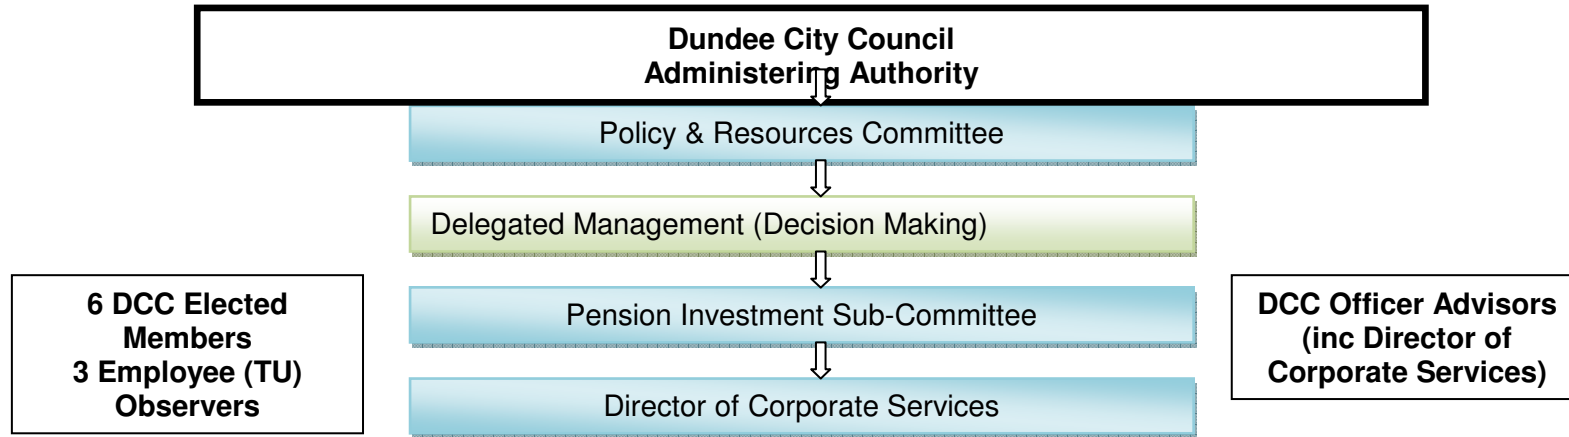 Dundee City Council
Administering Authority
Policy & Resources Committee
Delegated Management (Decision Making)
6 DCC Elected
Members
3 Employee (TU)
Observers
Pension Investment Sub-Committee
DCC Officer Advisors
(inc Director of
Corporate Services)
Director of Corporate Services